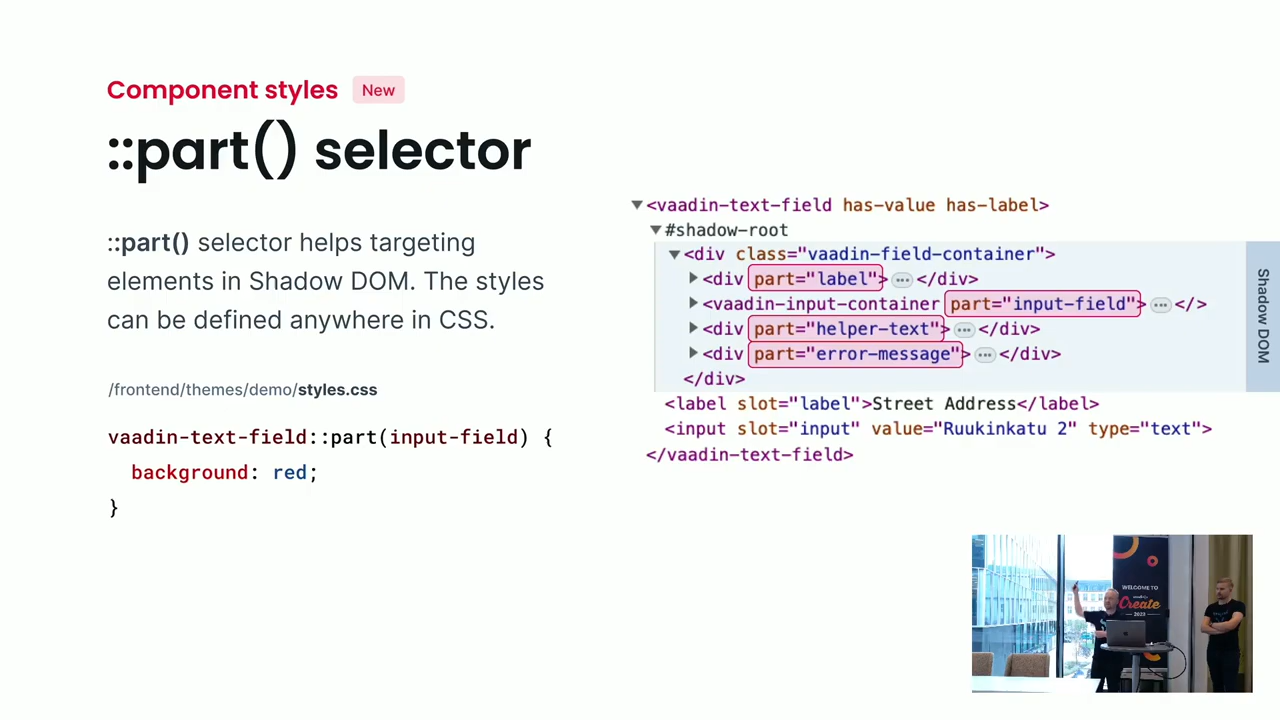 Component styles New
::part() selector
::part() selector helps targeting
elements in Shadow DOM. The styles
can be defined anywhere in CSS.
/frontend/themes/demo/styles.css
vaadin-text-field::part(input-field) {
background: red;
}
<vaadin-text-field has-value has-label>
#shadow-root
<div class="vaadin-field-container">
<div part="label"> … </div>
<vaadin-input-container part="input-field"> … </>
<div part="helper-text"> … </div>
<div part="error-message"> … </div>
</div>
<label slot="label">Street Address</label>
<input slot="input" value="Ruukinkatu 2" type="text">
</vaadin-text-field>
Shadow DOM
WELCOME TO
Create